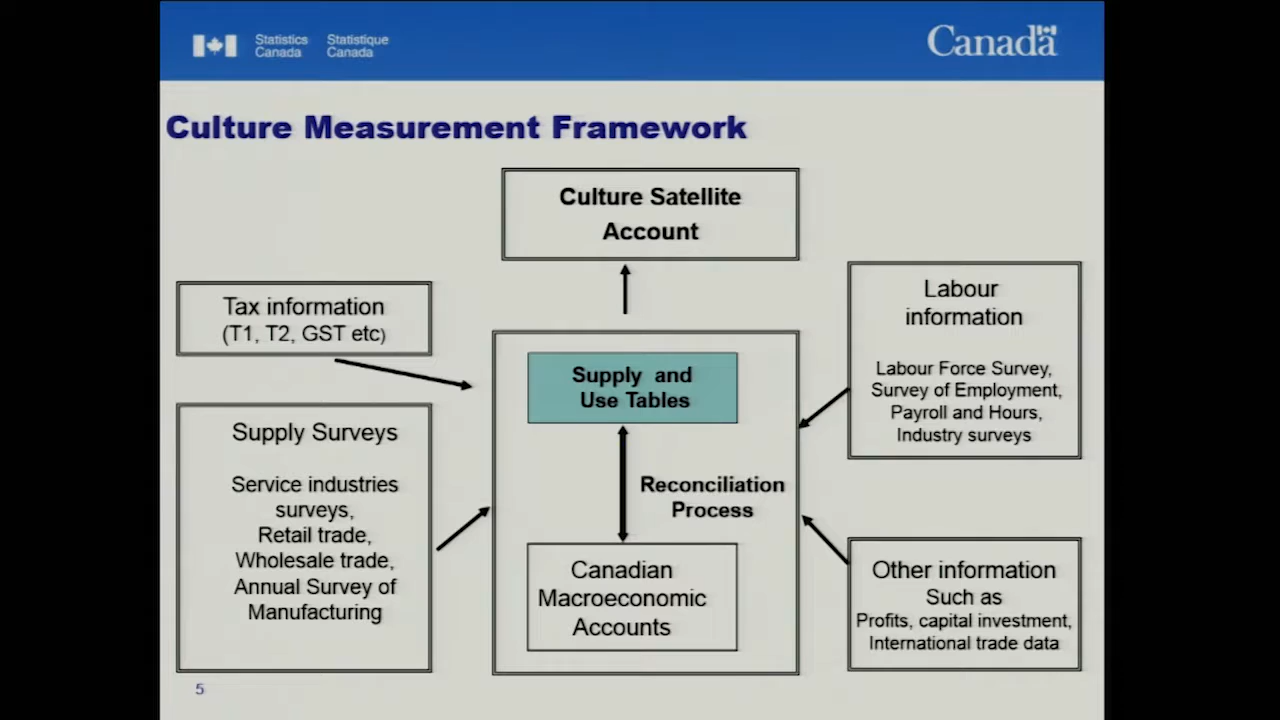 Statistics Canada
Statistique Canada
Canada
Culture Measurement Framework
Culture Satellite
Account
Tax information
(T1, T2, GST etc)
Supply Surveys
Service industries
surveys,
Retail trade,
Wholesale trade,
Annual Survey of
Manufacturing
Supply and
Use Tables
Reconciliation
Process
Canadian
Macroeconomic
Accounts
Labour
information
Labour Force Survey,
Survey of Employment,
Payroll and Hours,
Industry surveys
Other information
Such as
Profits, capital investment,
International trade data
5